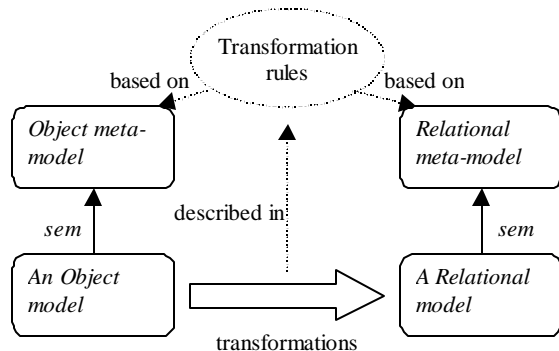 Transformation
rules
based on
based on
Object meta-
model
Relational
meta-model
described in
sem
sem
An Object
model
A Relational
model
transformations